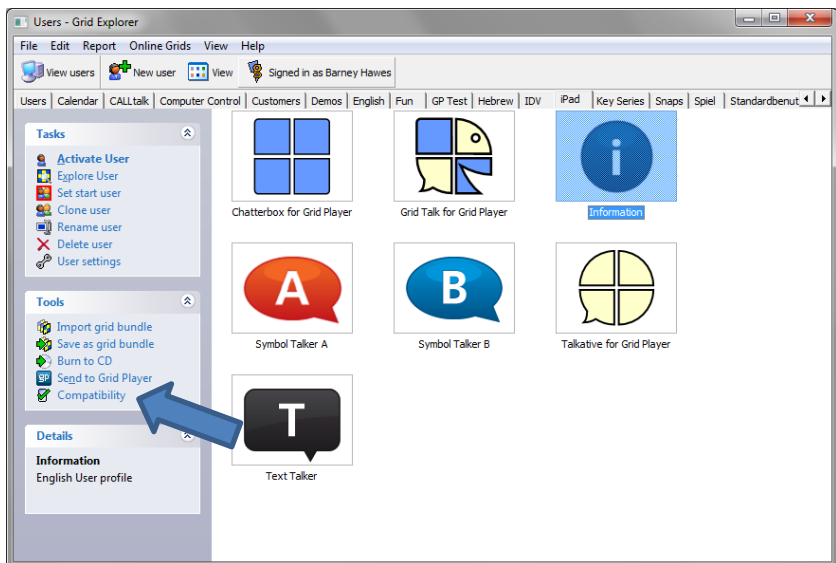 Users - Grid Explorer
File Edit Report Online Grids View Help
View users New user View Signed in as Barney Hawes
Users Calendar CALLtalk Computer Control Customers Demos English Fun GP Test Hebrew IDV iPad Key Series Snaps Spiel Standardbenut
Tasks
Activate User
Explore User
Set start user
Clone user
Rename user
Delete user
User settings
Tools
Import grid bundle
Save as grid bundle
Burn to CD
gp Send to Grid Player
Compatibility
Details
Information
English User profile
Chatterbox for Grid Player
Grid Talk for Grid Player
i
Information
A
Symbol Talker A
B
Symbol Talker B
Talkative for Grid Player
T
Text Talker